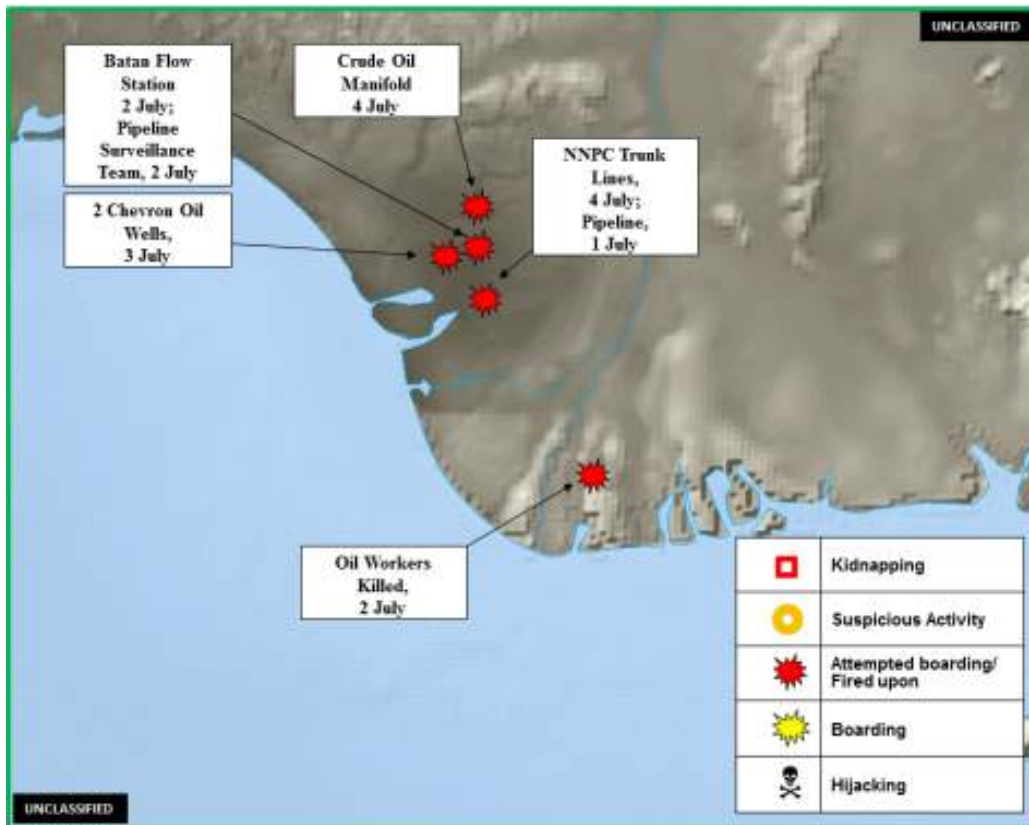 UNCLASSIFIED
Batan Flow
Station
2 July;
Pipeline
Surveillance
Team, 2 July
Crude Oil
Manifold
4 July
NNPC Trunk
Lines,
4 July;
Pipeline,
1 July
2 Chevron Oil
Wells,
3 July
Oil Workers
Killed,
2 July
Kidnapping
Suspicious Activity
Attempted boarding/
Fired upon
Boarding
Hijacking
UNCLASSIFIED